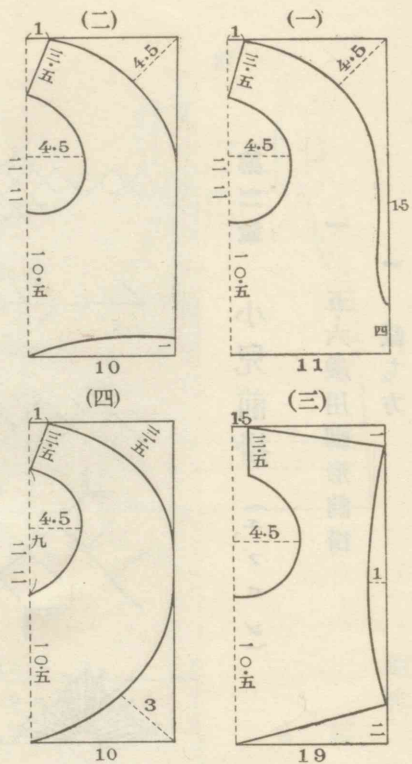 (一)
1
三・五
4.5
4.5
二二
15
一〇・五
四
11
(二)
1
三・五
4.5
4.5
二二
一〇・五
一
10
(三)
15
一
三・五
4.5
1
一〇・五
二
19
(四)
1
三・五
三・五
4.5
九
二二
一〇・五
3
10